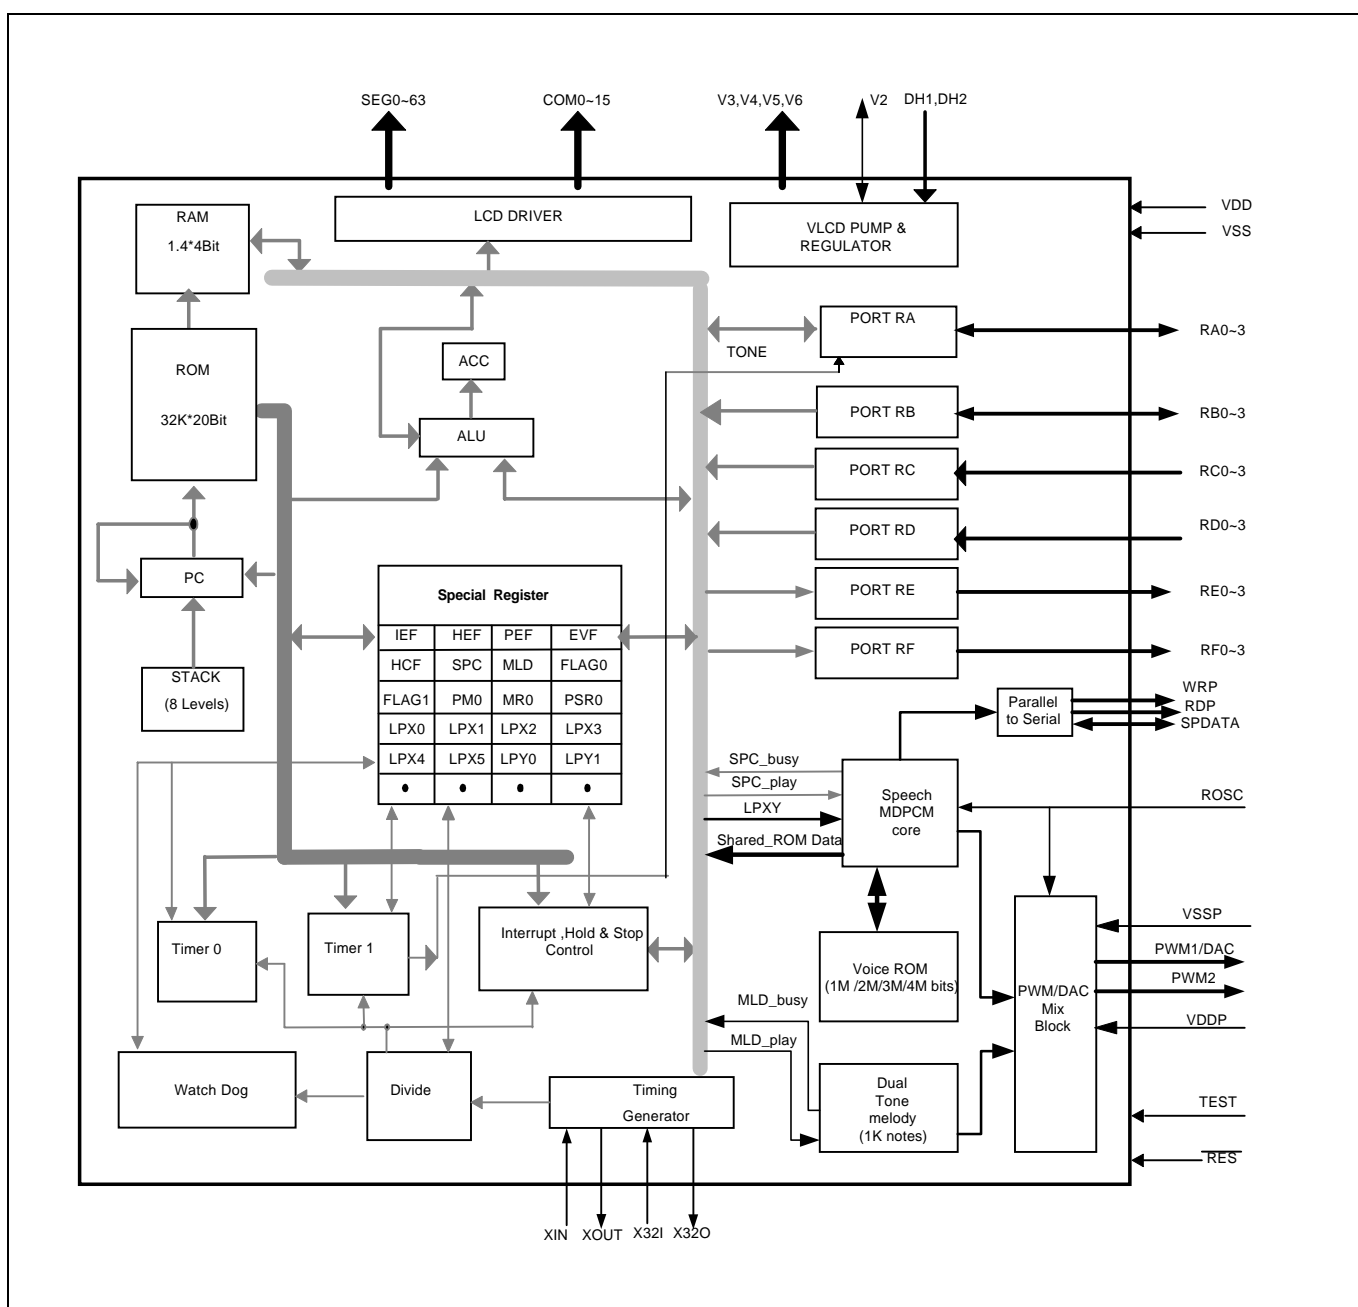 SEG0~63
COM0~15
V3,V4,V5,V6
V2
DH1,DH2
RAM
1.4*4Bit
LCD DRIVER
VLCD PUMP &
REGULATOR
VDD
VSS
ROM
32K*20Bit
ACC
ALU
TONE
PORT RA
RA0~3
PORT RB
RB0~3
PORT RC
RC0~3
PORT RD
RD0~3
PORT RE
RE0~3
PORT RF
RF0~3
PC
STACK
(8 Levels)
Special Register
IEF HEF PEF EVF
HCF SPC MLD FLAG0
FLAG1 PM0 MR0 PSR0
LPX0 LPX1 LPX2 LPX3
LPX4 LPX5 LPY0 LPY1
Parallel
to Serial
WRP
RDP
SPDATA
SPC_busy
SPC_play
LPXY
Shared_ROM Data
Speech
MDPCM
core
ROSC
Timer 0
Timer 1
Interrupt ,Hold & Stop
Control
Voice ROM
(1M /2M/3M/4M bits)
PWM/DAC
Mix
Block
VSSP
PWM1/DAC
PWM2
VDDP
MLD_busy
MLD_play
Watch Dog
Divide
Timing
Generator
Dual
Tone
melody
(1K notes)
TEST
RES
XIN
XOUT
X32I
X32O